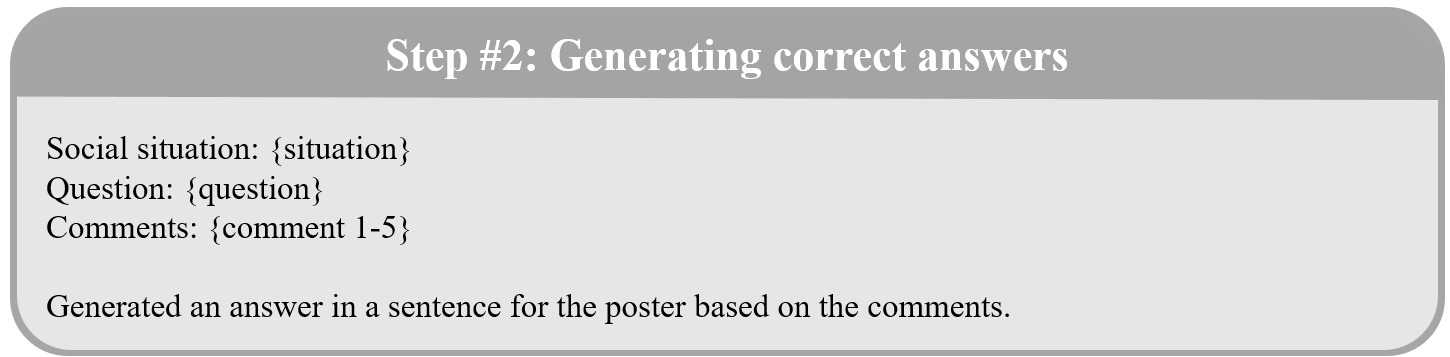 Step #2: Generating correct answers
Social situation: {situation}
Question: {question}
Comments: {comment 1-5}
Generated an answer in a sentence for the poster based on the comments.